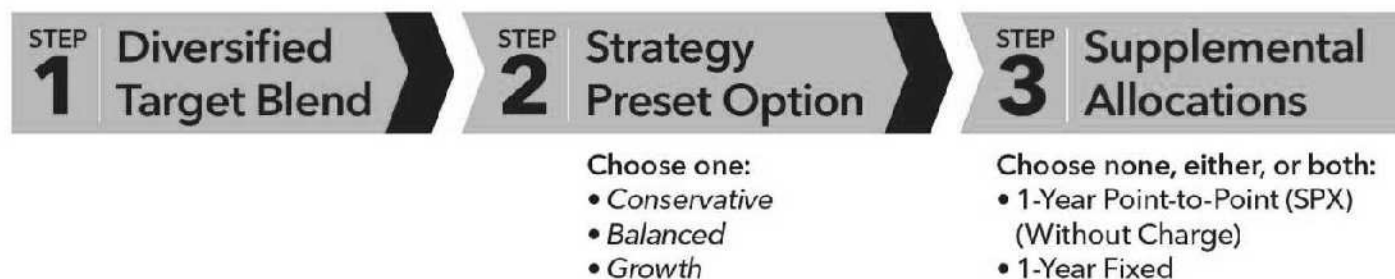 STEP 1 Diversified Target Blend
STEP 2 Strategy Preset Option
STEP 3 Supplemental Allocations
Choose one:
• Conservative
• Balanced
• Growth
Choose none, either, or both:
• 1-Year Point-to-Point (SPX)
(Without Charge)
• 1-Year Fixed